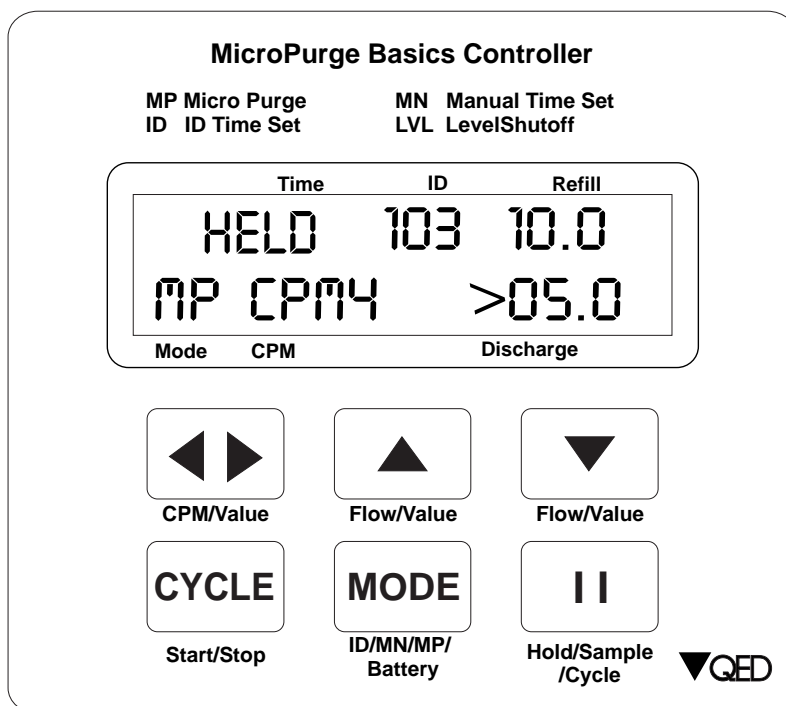 MicroPurge Basics Controller
MP Micro Purge MN Manual Time Set
ID ID Time Set LVL LevelShutoff
Time ID Refill
HELD 103 10.0
MP CPM4 >05.0
Mode CPM Discharge
CPM/Value Flow/Value Flow/Value
CYCLE MODE II
Start/Stop ID/MN/MP/ Hold/Sample
Battery /Cycle
QED